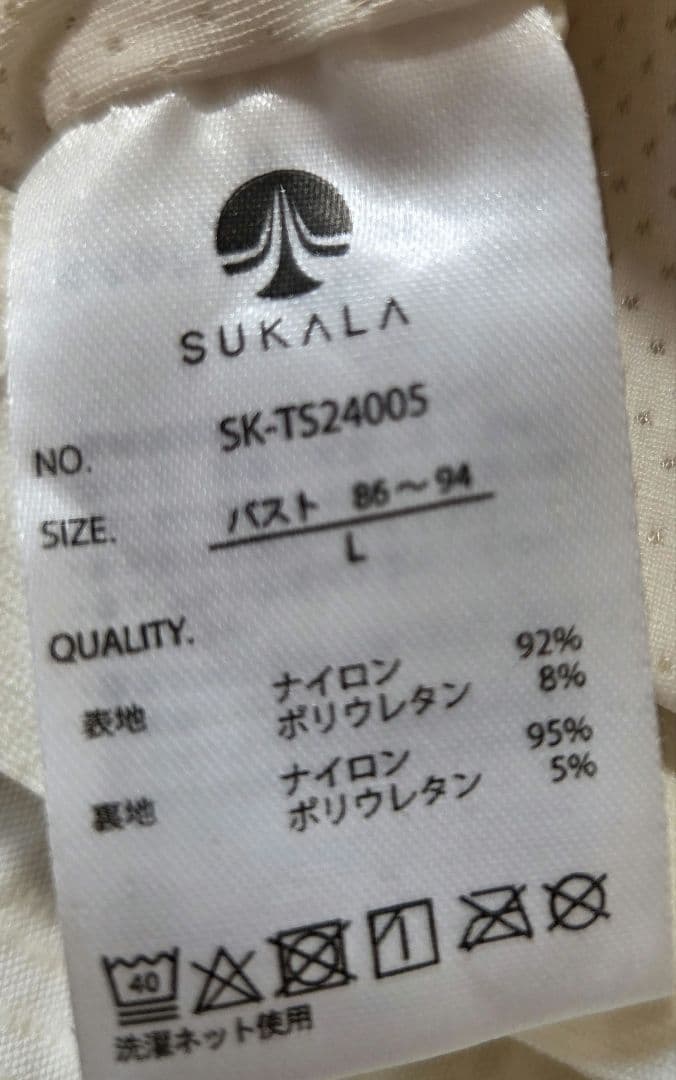 SUKALA
NO. SK-TS24005
SIZE. バスト 86～94
L
QUALITY.
表地 ナイロン 92%
ポリウレタン 8%
裏地 ナイロン 95%
ポリウレタン 5%
40
洗濯ネット使用